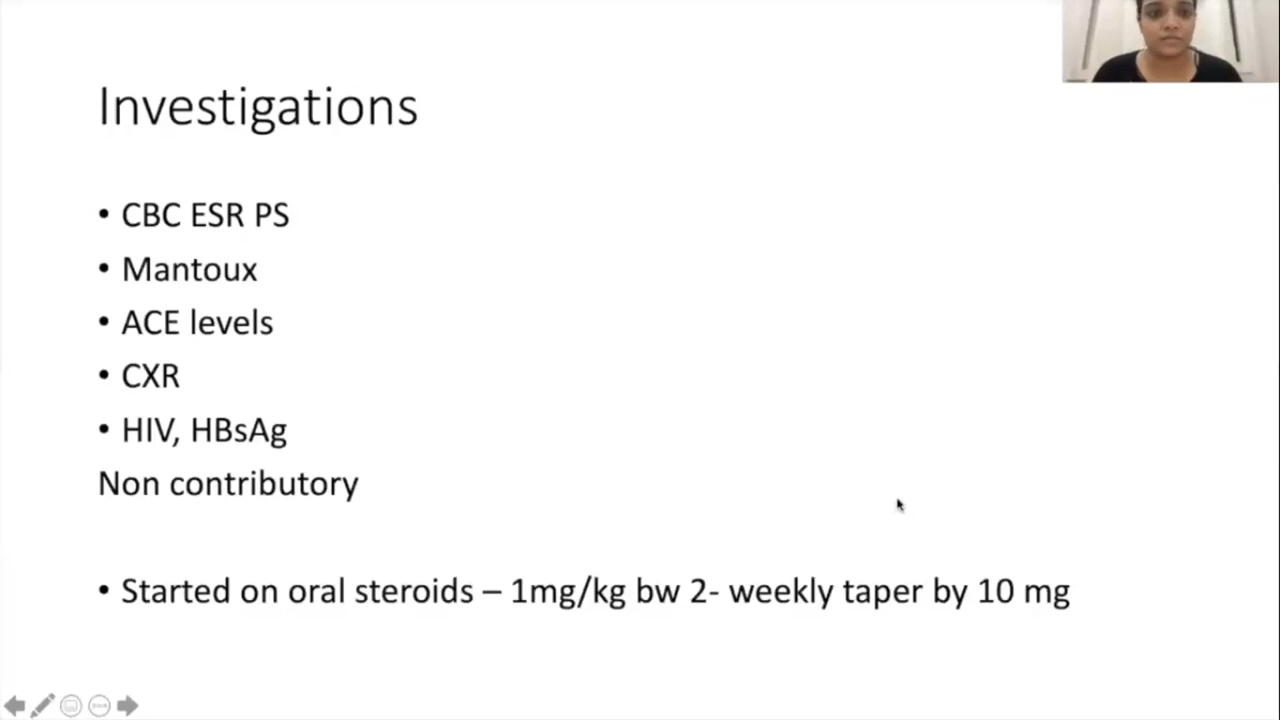 Investigations
• CBC ESR PS
• Mantoux
• ACE levels
• CXR
• HIV, HBsAg
Non contributory
• Started on oral steroids – 1mg/kg bw 2- weekly taper by 10 mg